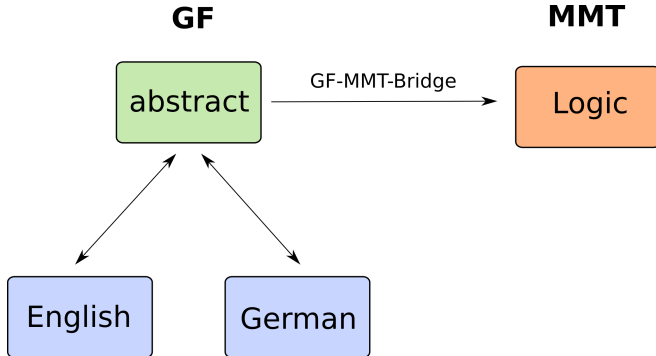 GF
MMT
abstract
GF-MMT-Bridge
Logic
English
German